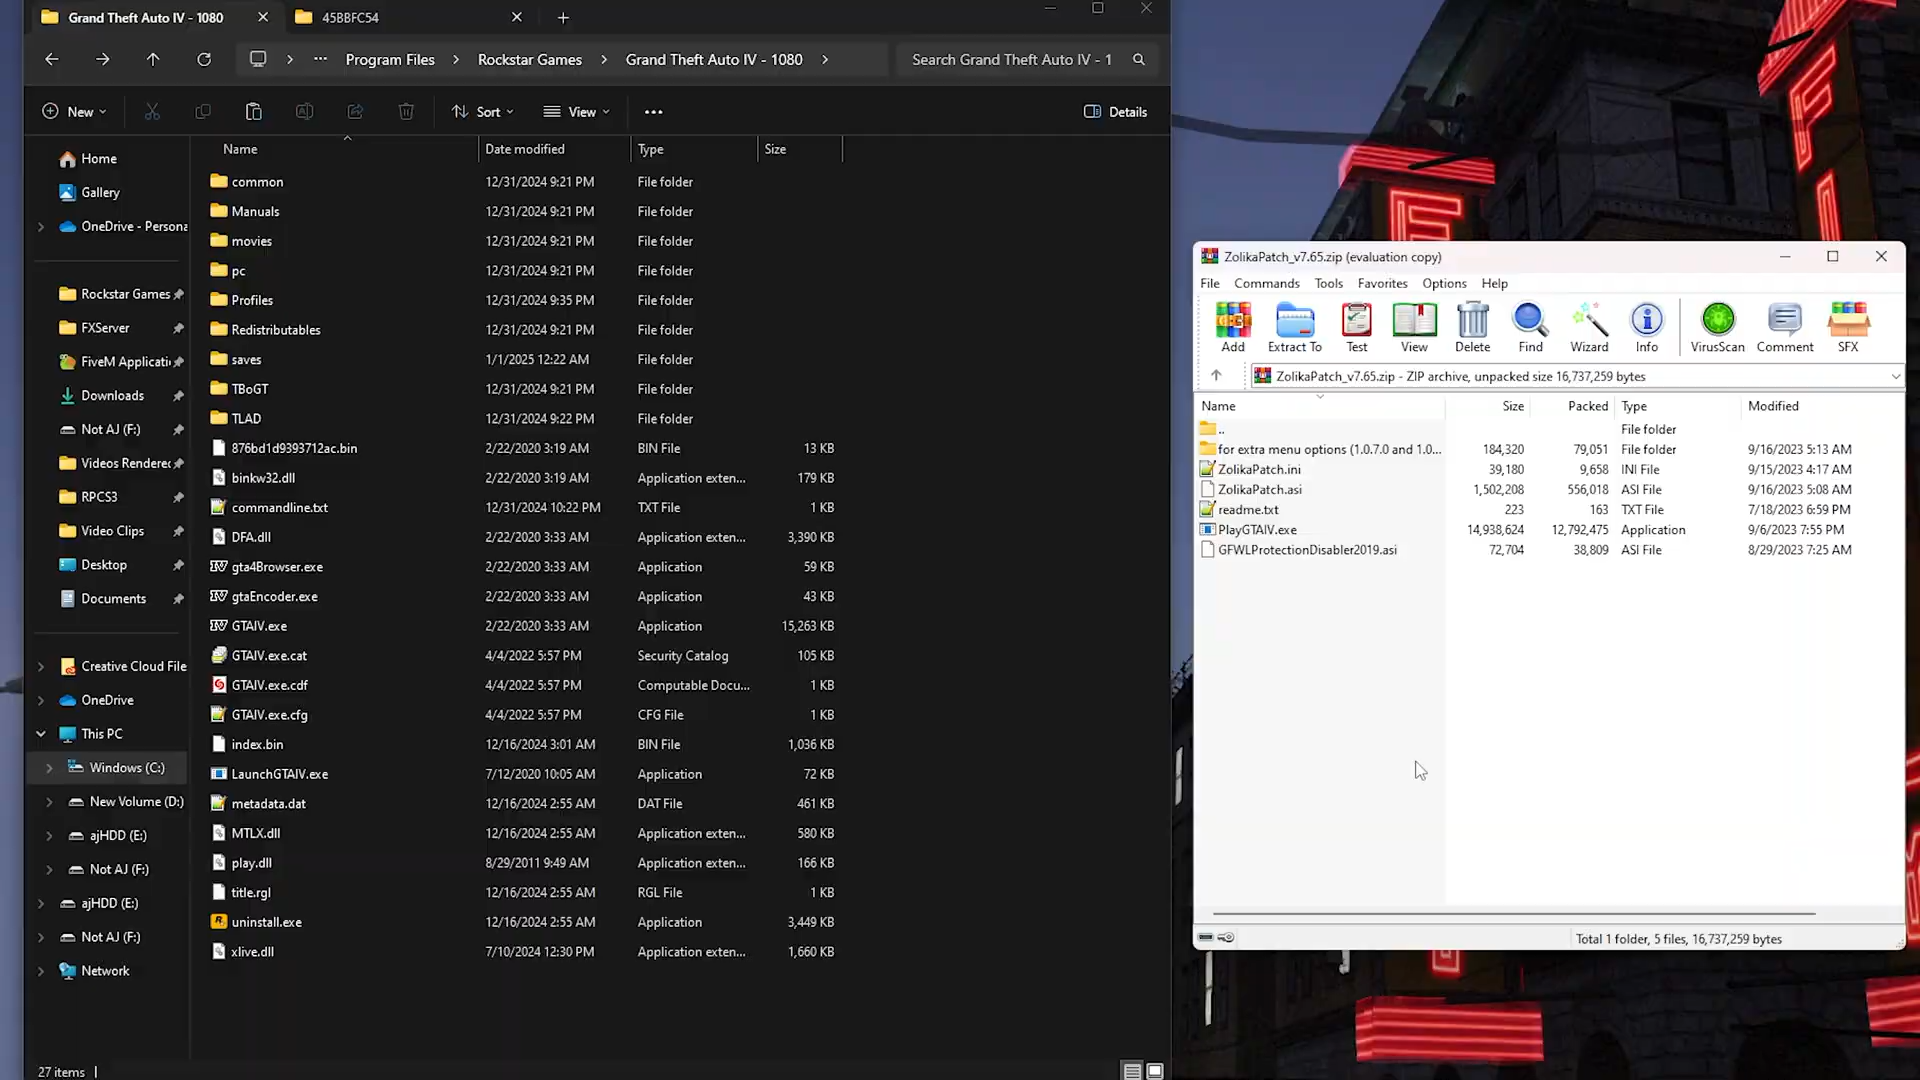 Grand Theft Auto IV - 1080
45BBFC54
Program Files
Rockstar Games
Grand Theft Auto IV - 1080
Search Grand Theft Auto IV - 1
New
Sort
View
Details
Name Date modified Type Size
Home
Gallery
OneDrive - Persona
Rockstar Games
FXServer
FiveM Applicati
Downloads
Not AJ (F:)
Videos Rendered
RPCS3
Video Clips
Desktop
Documents
Creative Cloud File
OneDrive
This PC
Windows (C:)
New Volume (D:)
ajHDD (E:)
Not AJ (F:)
ajHDD (E:)
Not AJ (F:)
Network
common 12/31/2024 9:21 PM File folder
Manuals 12/31/2024 9:21 PM File folder
movies 12/31/2024 9:21 PM File folder
pc 12/31/2024 9:21 PM File folder
Profiles 12/31/2024 9:35 PM File folder
Redistributables 12/31/2024 9:21 PM File folder
saves 1/1/2025 12:22 AM File folder
TBoGT 12/31/2024 9:21 PM File folder
TLAD 12/31/2024 9:22 PM File folder
876bd1d9393712ac.bin 2/22/2020 3:19 AM BIN File 13 KB
binkw32.dll 2/22/2020 3:19 AM Application exten... 179 KB
commandline.txt 12/31/2024 10:22 PM TXT File 1 KB
DFA.dll 2/22/2020 3:33 AM Application exten... 3,390 KB
gta4Browser.exe 2/22/2020 3:33 AM Application 59 KB
gtaEncoder.exe 2/22/2020 3:33 AM Application 43 KB
GTAIV.exe 2/22/2020 3:33 AM Application 15,263 KB
GTAIV.exe.cat 4/4/2022 5:57 PM Security Catalog 105 KB
GTAIV.exe.cdf 4/4/2022 5:57 PM Computable Docu... 1 KB
GTAIV.exe.cfg 4/4/2022 5:57 PM CFG File 1 KB
index.bin 12/16/2024 3:01 AM BIN File 1,036 KB
LaunchGTAIV.exe 7/12/2020 10:05 AM Application 72 KB
metadata.dat 12/16/2024 2:55 AM DAT File 461 KB
MTLX.dll 12/16/2024 2:55 AM Application exten... 580 KB
play.dll 8/29/2011 9:49 AM Application exten... 166 KB
title.rgl 12/16/2024 2:55 AM RGL File 1 KB
uninstall.exe 12/16/2024 2:55 AM Application 3,449 KB
xlive.dll 7/10/2024 12:30 PM Application exten... 1,660 KB
27 items
ZolikaPatch_v7.65.zip (evaluation copy)
File Commands Tools Favorites Options Help
Add Extract To Test View Delete Find Wizard Info VirusScan Comment SFX
ZolikaPatch_v7.65.zip - ZIP archive, unpacked size 16,737,259 bytes
Name Size Packed Type Modified
.. File folder
for extra menu options (1.0.7.0 and 1.0... 184,320 79,051 File folder 9/16/2023 5:13 AM
ZolikaPatch.ini 39,180 9,658 INI File 9/15/2023 4:17 AM
ZolikaPatch.asi 1,502,208 556,018 ASI File 9/16/2023 5:08 AM
readme.txt 223 163 TXT File 7/18/2023 6:59 PM
PlayGTAIV.exe 14,938,624 12,792,475 Application 9/6/2023 7:55 PM
GFWLProtectionDisabler2019.asi 72,704 38,809 ASI File 8/29/2023 7:25 AM
Total 1 folder, 5 files, 16,737,259 bytes